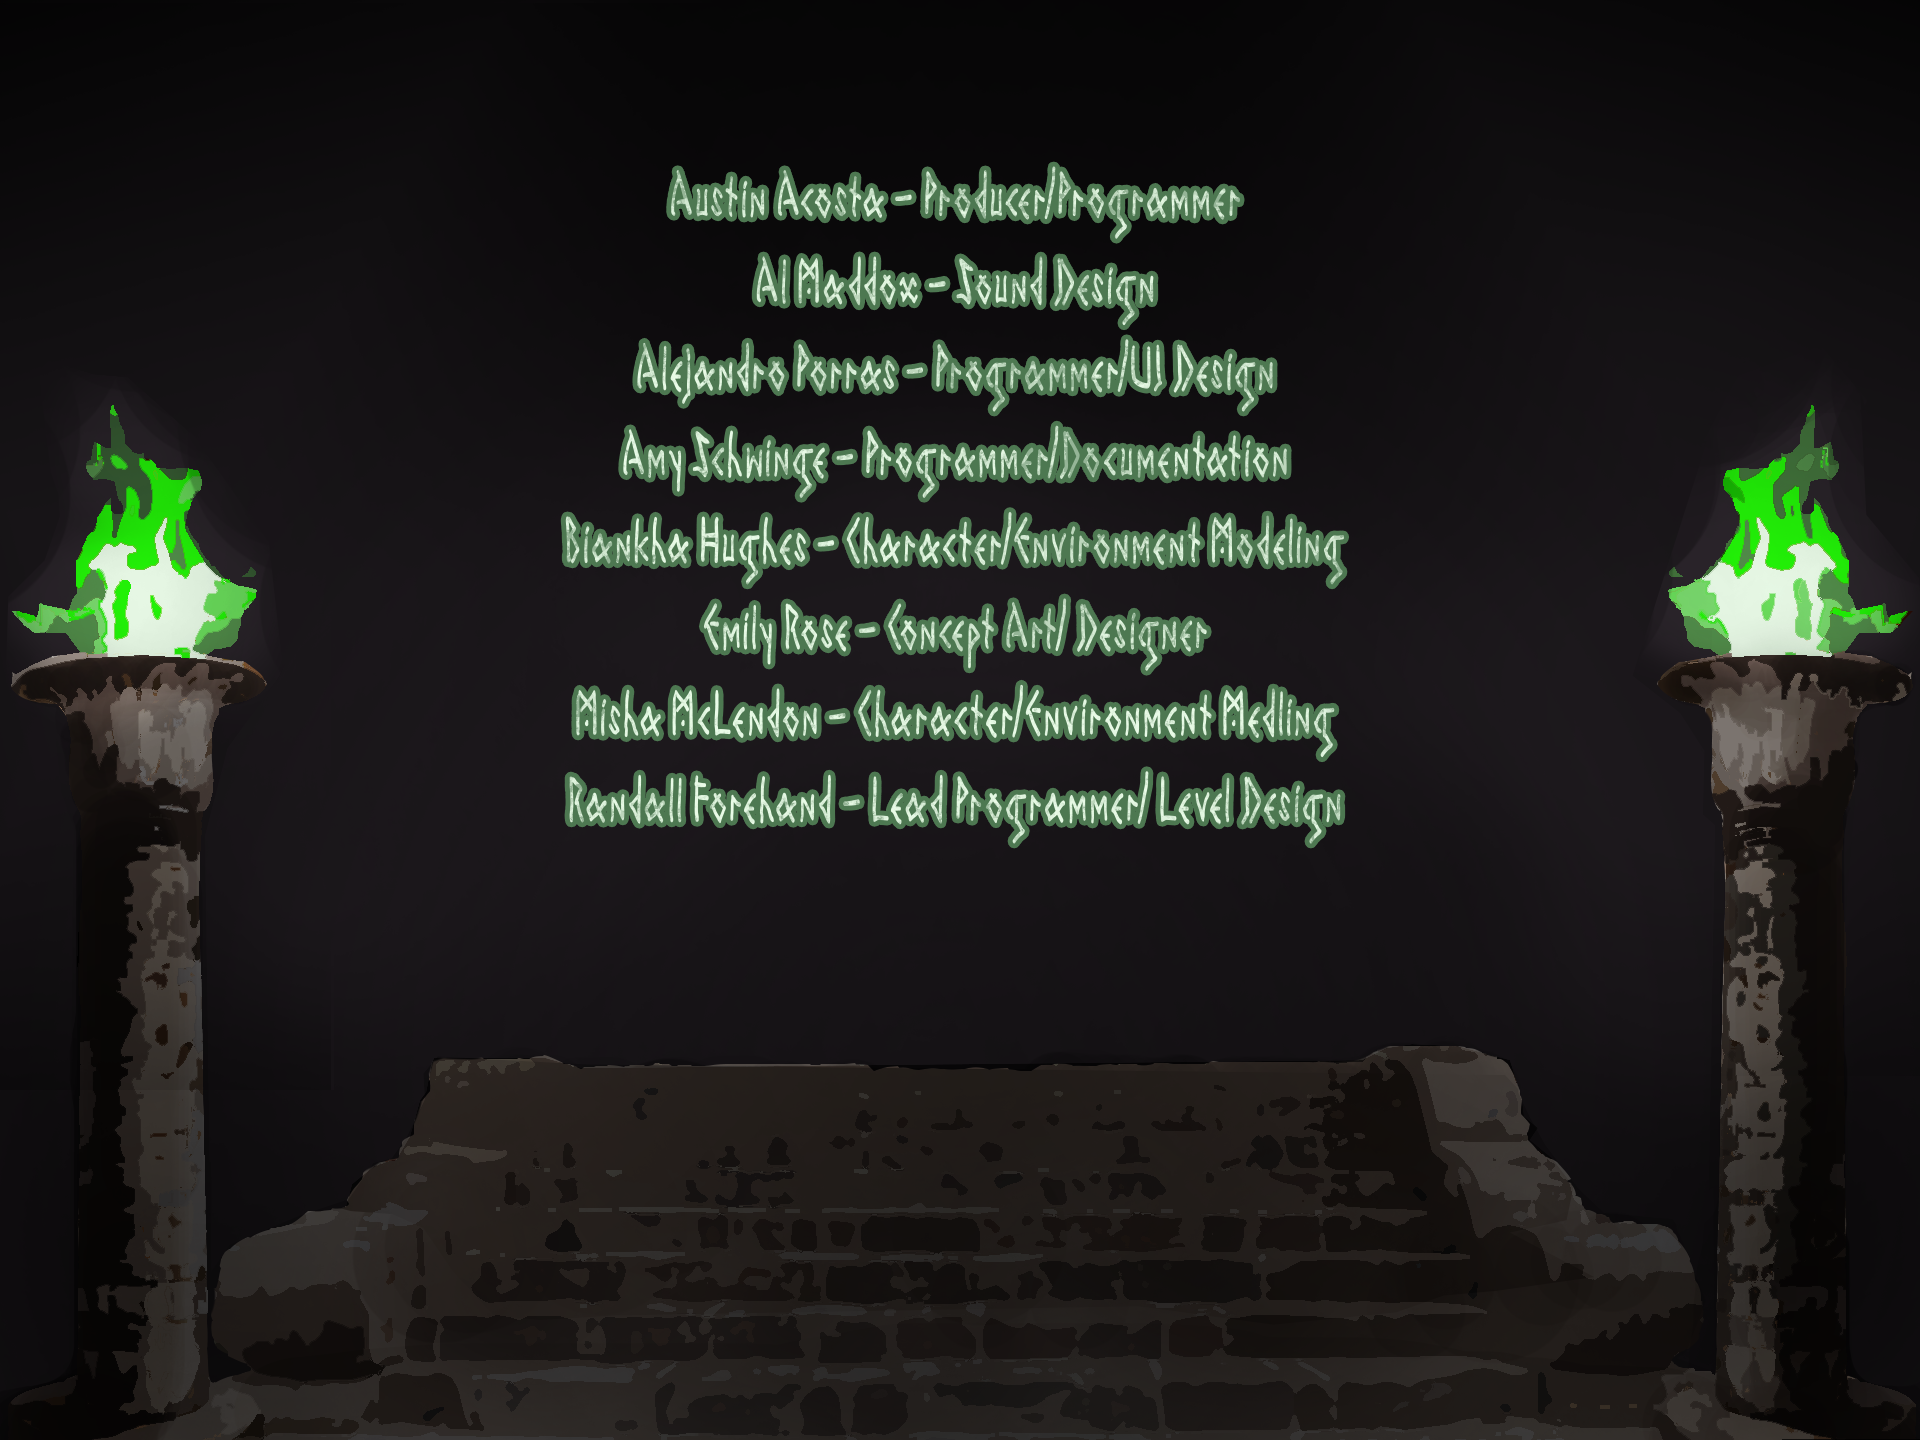 Austin Acosta - Producer/Programmer
Al Maddox - Sound Design
Alejandro Porras - Programmer/UI Design
Amy Schwinge - Programmer/Documentation
Biankha Hughes - Character/Environment Modeling
Emily Rose - Concept Art/ Designer
Misha McLendon - Character/Environment Medling
Randall Forehand - Lead Programmer/ Level Design